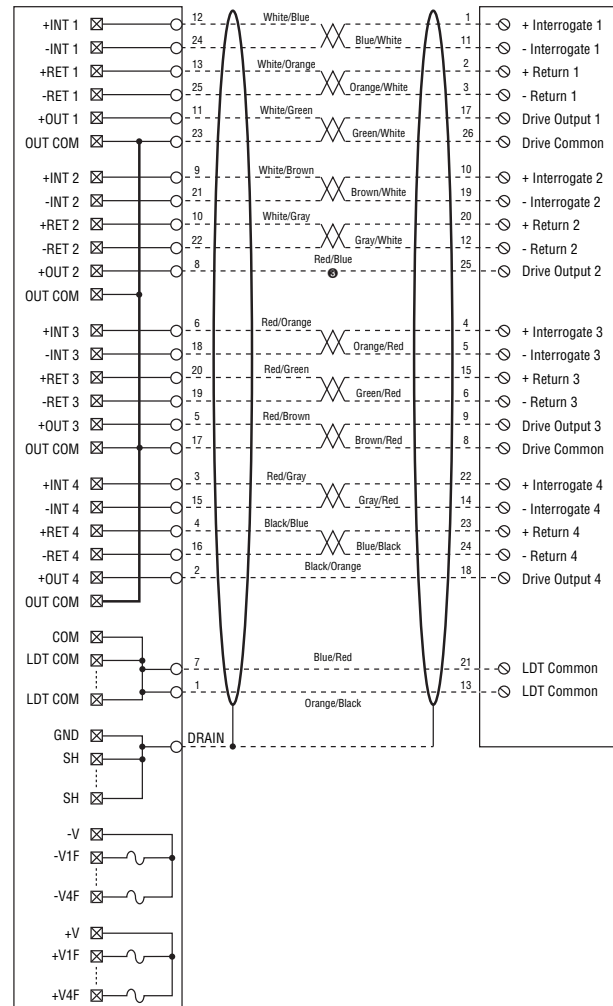 +INT 1 12 White/Blue 1 + Interrogate 1
-INT 1 24 Blue/White 11 - Interrogate 1
+RET 1 13 White/Orange 2 + Return 1
-RET 1 25 Orange/White 3 - Return 1
+OUT 1 11 White/Green 17 Drive Output 1
OUT COM 23 Green/White 26 Drive Common
+INT 2 9 White/Brown 10 + Interrogate 2
-INT 2 21 Brown/White 19 - Interrogate 2
+RET 2 10 White/Gray 20 + Return 2
-RET 2 22 Gray/White 12 - Return 2
+OUT 2 8 Red/Blue 25 Drive Output 2
3
OUT COM
+INT 3 6 Red/Orange 4 + Interrogate 3
-INT 3 18 Orange/Red 5 - Interrogate 3
+RET 3 20 Red/Green 15 + Return 3
-RET 3 19 Green/Red 6 - Return 3
+OUT 3 5 Red/Brown 9 Drive Output 3
OUT COM 17 Brown/Red 8 Drive Common
+INT 4 3 Red/Gray 22 + Interrogate 4
-INT 4 15 Gray/Red 14 - Interrogate 4
+RET 4 4 Black/Blue 23 + Return 4
-RET 4 16 Blue/Black 24 - Return 4
+OUT 4 2 Black/Orange 18 Drive Output 4
OUT COM
COM
LDT COM 7 Blue/Red 21 LDT Common
LDT COM 1 Orange/Black 13 LDT Common
GND DRAIN
SH
SH
-V
-V1F
-V4F
+V
+V1F
+V4F